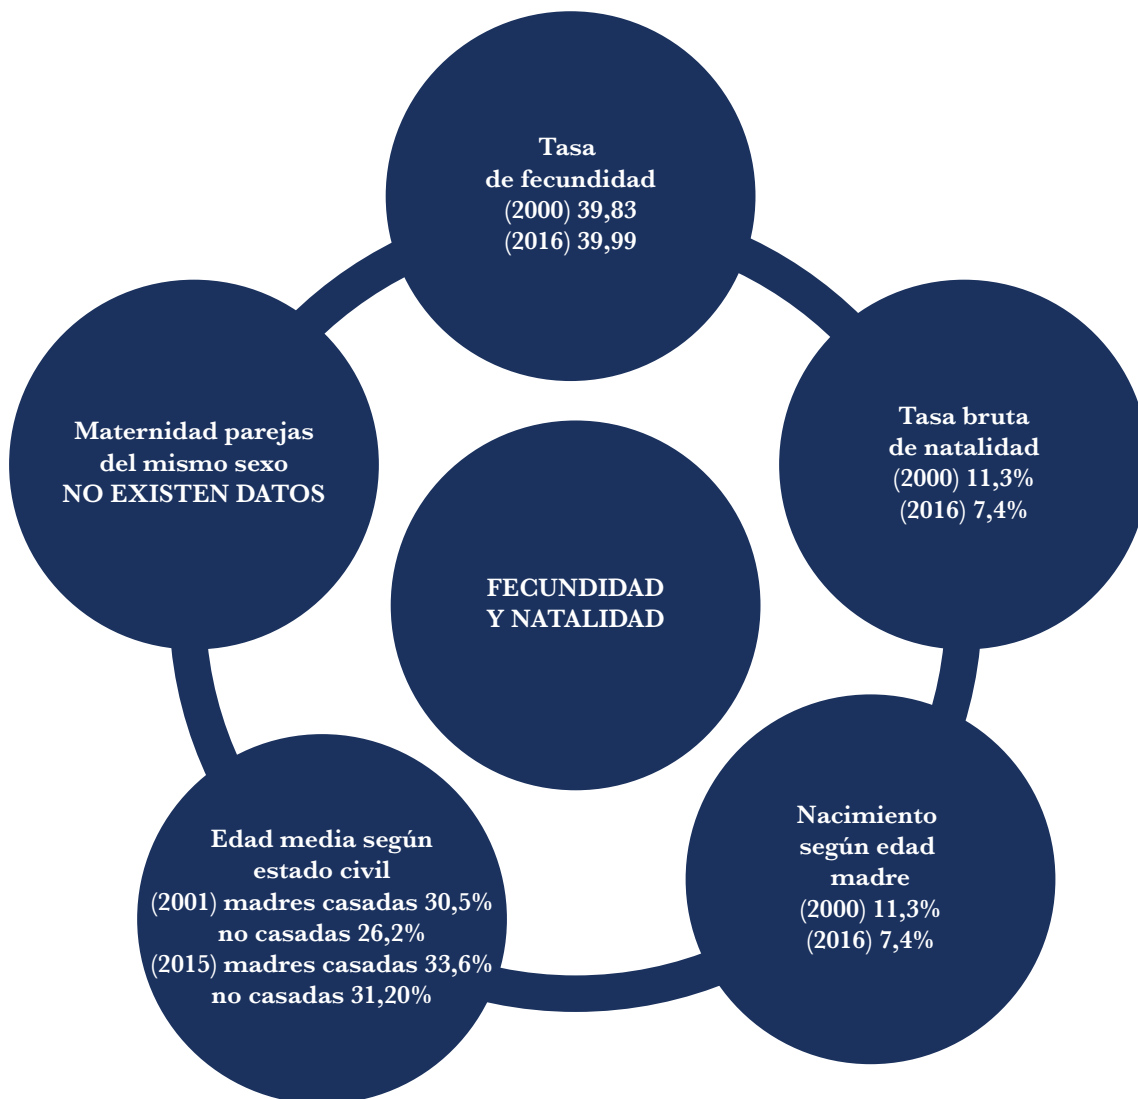 Tasa
de fecundidad
(2000) 39,83
(2016) 39,99
Tasa bruta
de natalidad
(2000) 11,3%
(2016) 7,4%
Maternidad parejas
del mismo sexo
NO EXISTEN DATOS
FECUNDIDAD
Y NATALIDAD
Nacimiento
según edad
madre
(2000) 11,3%
(2016) 7,4%
Edad media según
estado civil
(2001) madres casadas 30,5%
no casadas 26,2%
(2015) madres casadas 33,6%
no casadas 31,20%